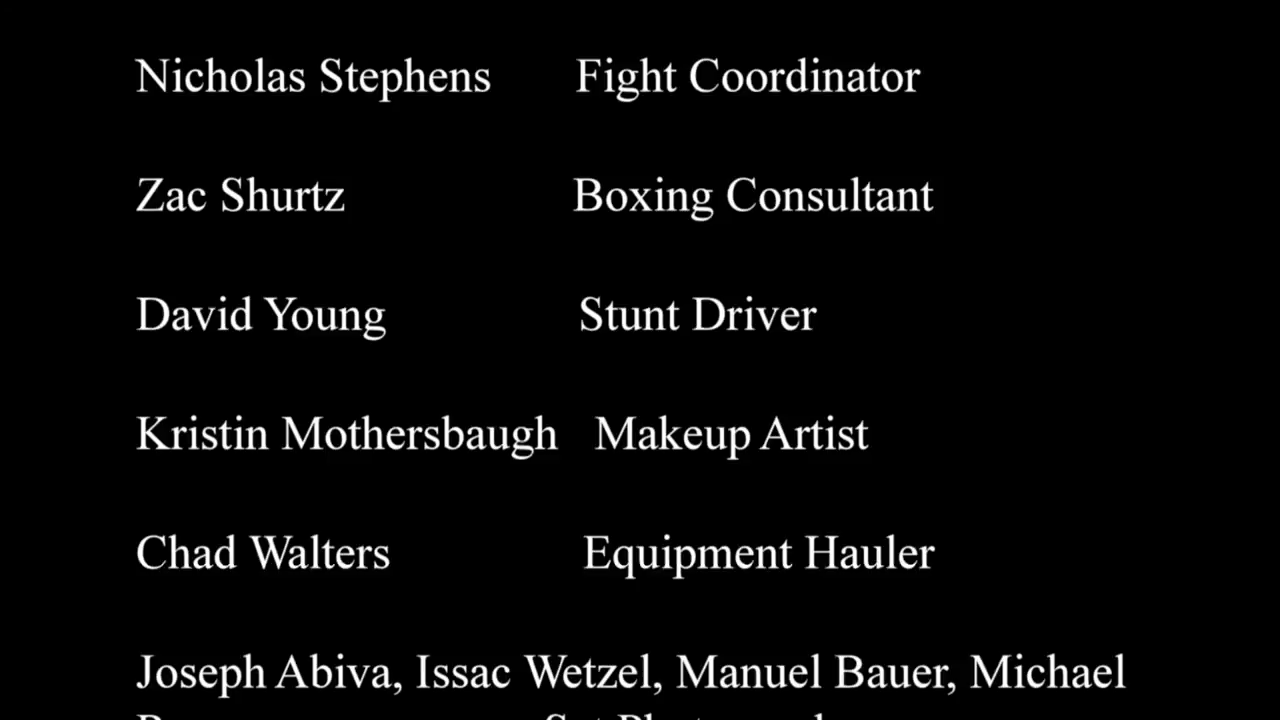 Nicholas Stephens Fight Coordinator
Zac Shurtz Boxing Consultant
David Young Stunt Driver
Kristin Mothersbaugh Makeup Artist
Chad Walters Equipment Hauler
Joseph Abiva, Issac Wetzel, Manuel Bauer, Michael